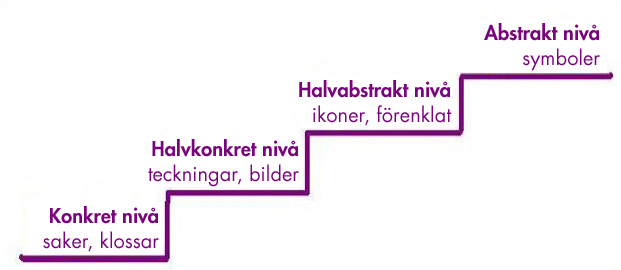 Abstrakt nivå
symboler
Halvabstrakt nivå
ikoner, förenklat
Halvkonkret nivå
teckningar, bilder
Konkret nivå
saker, klossar